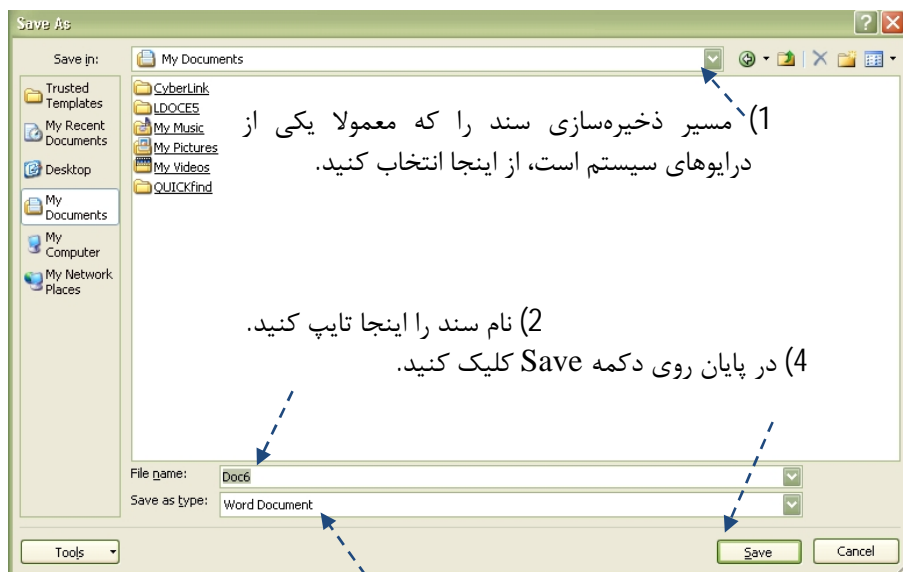 Save As
Save in:
My Documents
Trusted
Templates
My Recent
Documents
Desktop
My
Documents
My
Computer
My Network
Places
CyberLink
LDOCE5
My Music
My Pictures
My Videos
QUICKfind
1) مسیر ذخیره‌سازی سند را که معمولا یکی از
درایوهای سیستم است، از اینجا انتخاب کنید.
2) نام سند را اینجا تایپ کنید.
4) در پایان روی دکمه Save کلیک کنید.
File name:
Doc6
Save as type:
Word Document
Tools
Save
Cancel